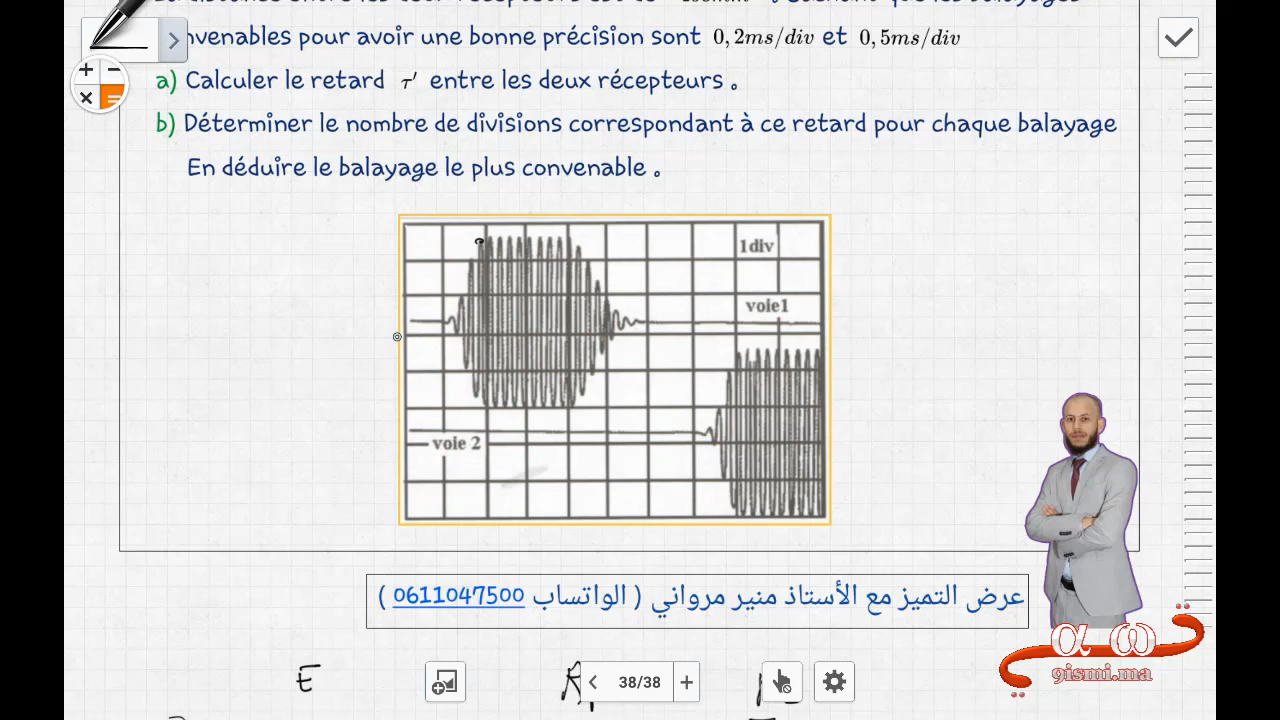 nvenables pour avoir une bonne précision sont 0,2ms/div et 0,5ms/div
a) Calculer le retard τ' entre les deux récepteurs .
b) Déterminer le nombre de divisions correspondant à ce retard pour chaque balayage
En déduire le balayage le plus convenable .
1div
voie1
voie 2
عرض التميز مع الأستاذ منير مرواني ( الواتساب 0611047500 )
E
38/38
α ω
gismi.ma